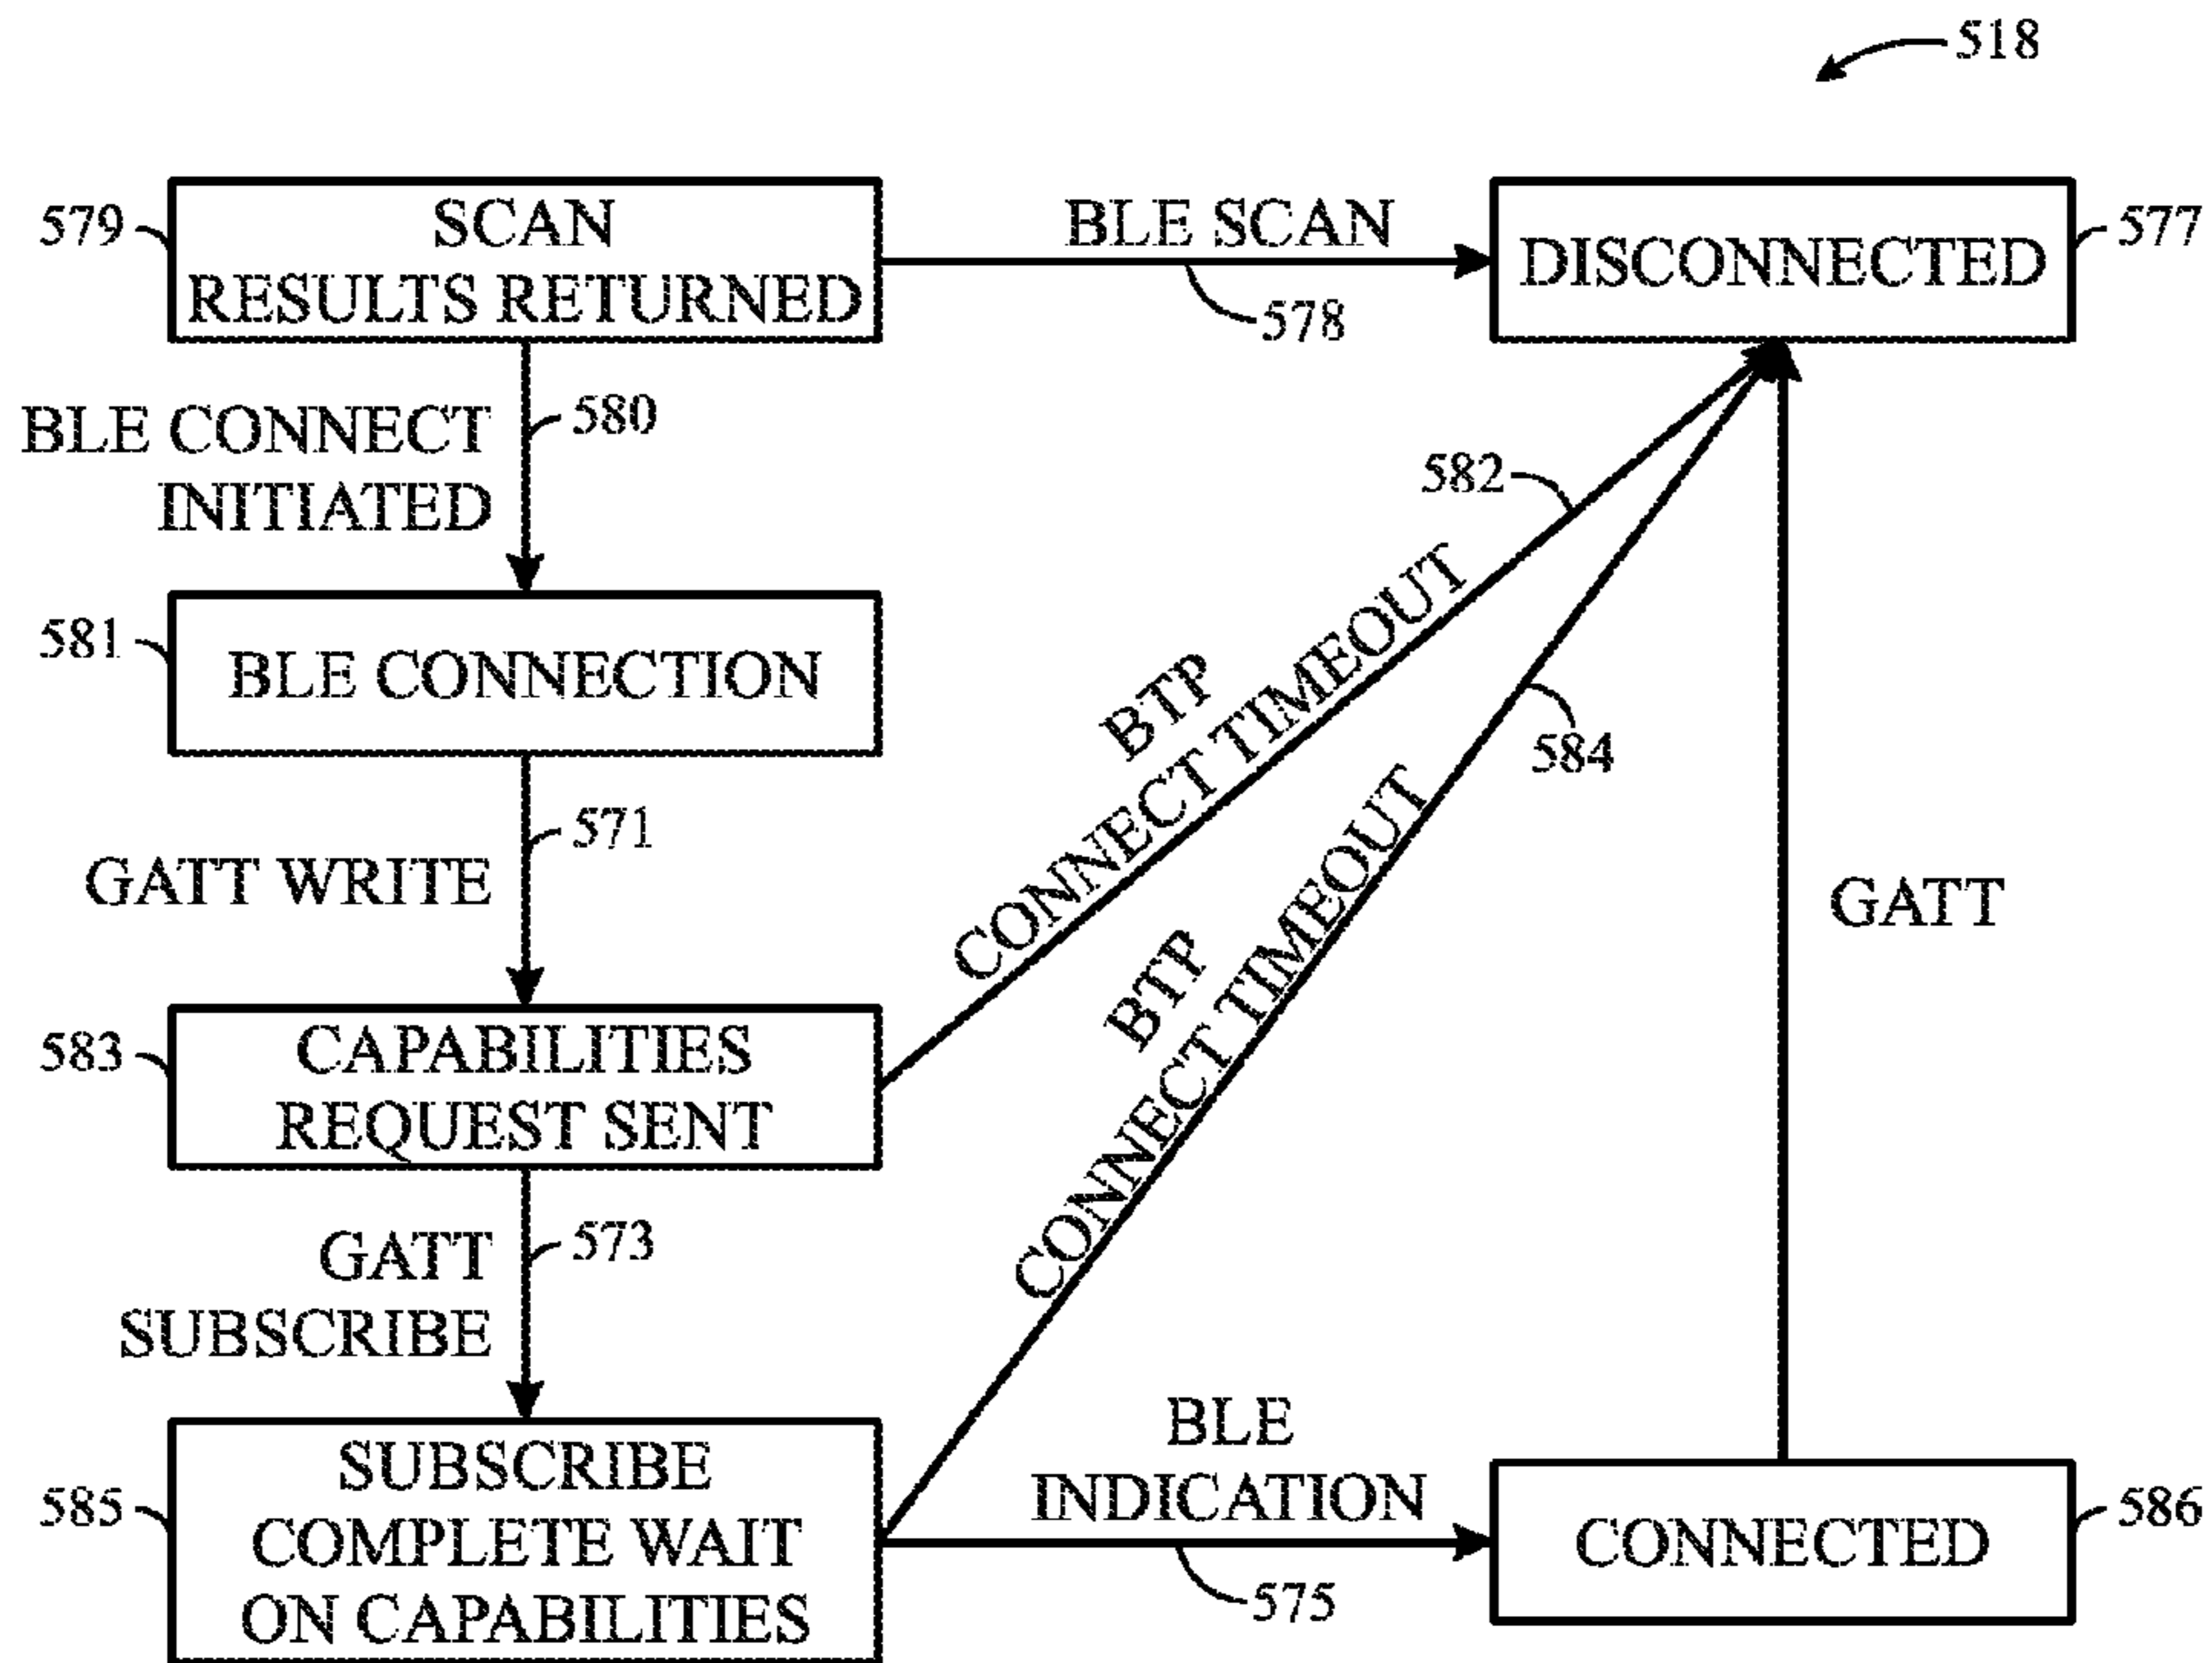 518
579
SCAN
RESULTS RETURNED
BLE SCAN
578
DISCONNECTED
577
BLE CONNECT
INITIATED
580
582
581
BLE CONNECTION
BTP
CONNECT TIMEOUT
584
GATT WRITE
571
GATT
583
CAPABILITIES
REQUEST SENT
BTP
CONNECT TIMEOUT
GATT
SUBSCRIBE
573
585
SUBSCRIBE
COMPLETE WAIT
ON CAPABILITIES
BLE
INDICATION
575
CONNECTED
586